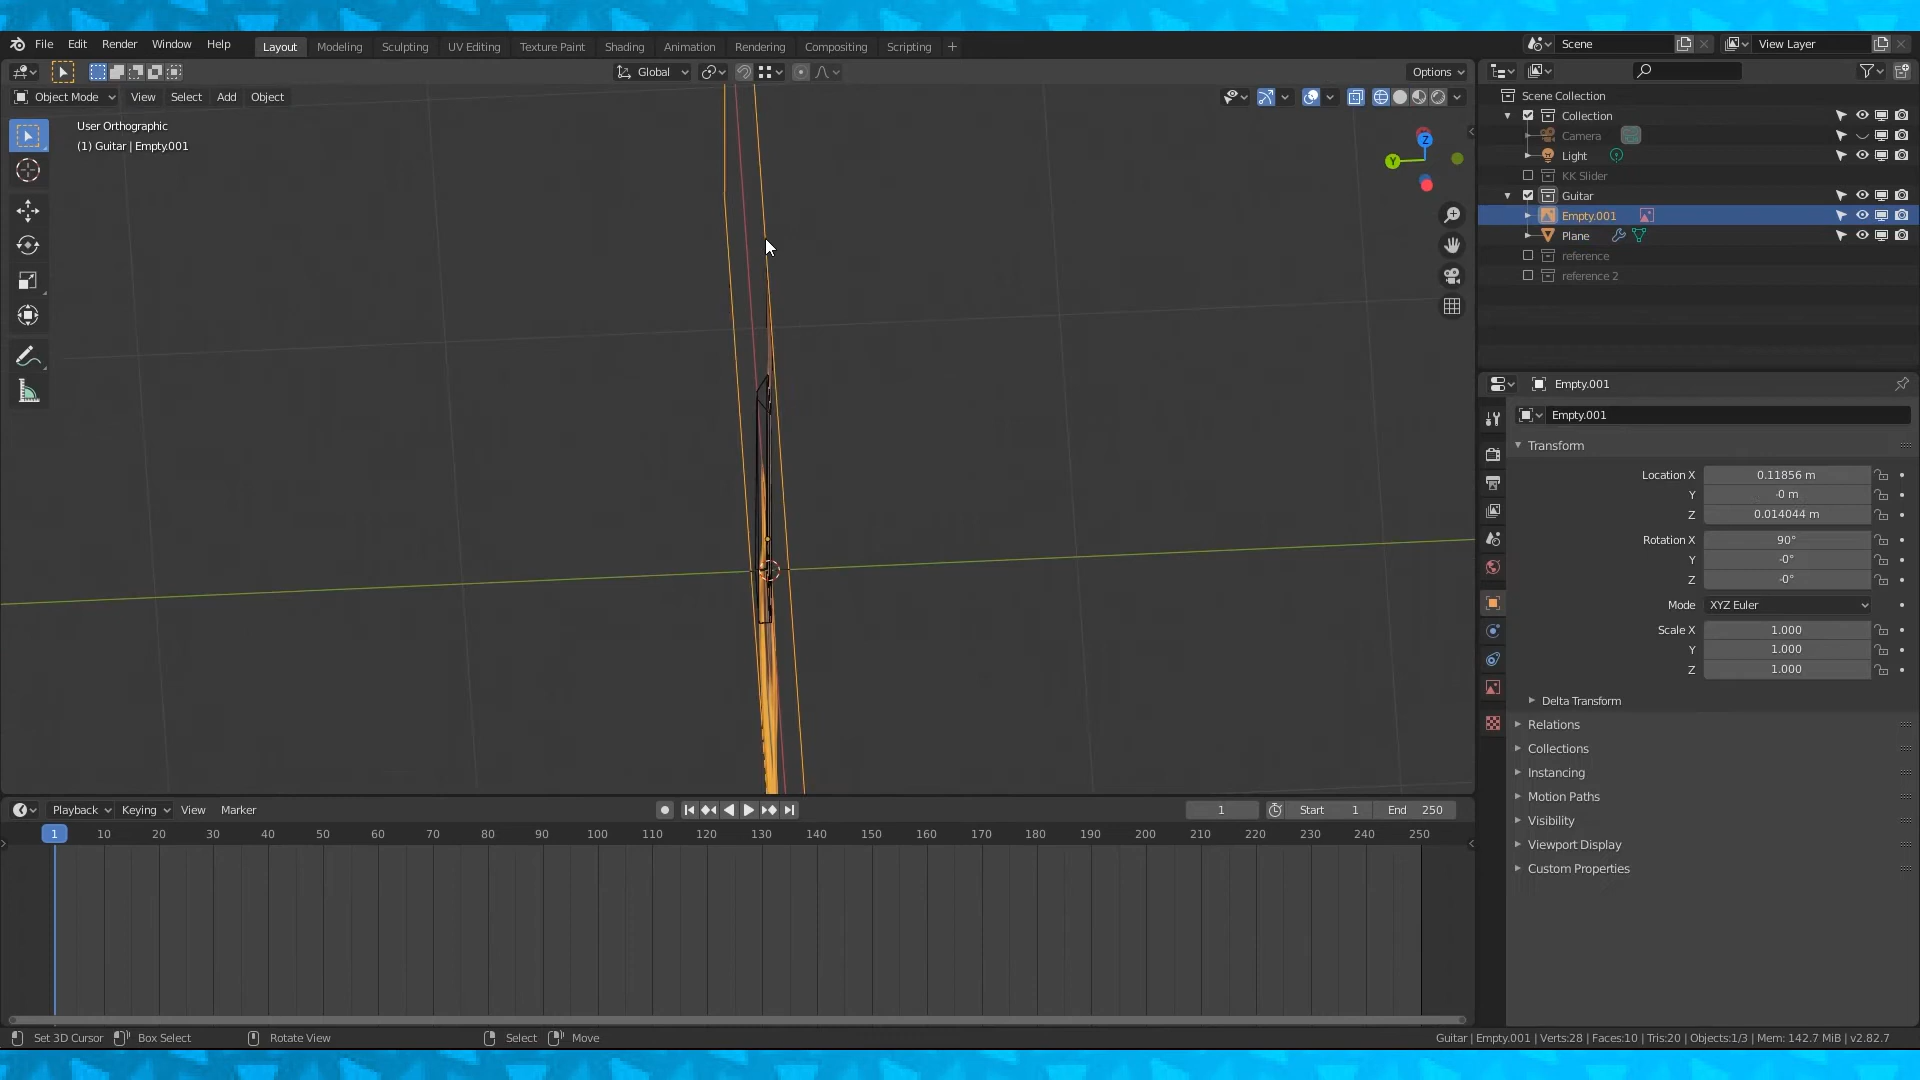 File Edit Render Window Help Layout Modeling Sculpting UV Editing Texture Paint Shading Animation Rendering Compositing Scripting + Scene View Layer
Global Options
Object Mode View Select Add Object
User Orthographic
(1) Guitar | Empty.001
Z
Y
Scene Collection
Collection
Camera
Light
KK Slider
Guitar
Empty.001
Plane
reference
reference 2
Empty.001
Empty.001
Transform
Location X 0.11856 m
Y -0 m
Z 0.014044 m
Rotation X 90°
Y -0°
Z -0°
Mode XYZ Euler
Scale X 1.000
Y 1.000
Z 1.000
Delta Transform
Relations
Collections
Instancing
Motion Paths
Visibility
Viewport Display
Custom Properties
Playback Keying View Marker 1 Start 1 End 250
1 10 20 30 40 50 60 70 80 90 100 110 120 130 140 150 160 170 180 190 200 210 220 230 240 250
Set 3D Cursor Box Select Rotate View Select Move Guitar | Empty.001 | Verts:28 | Faces:10 | Tris:20 | Objects:1/3 | Mem: 142.7 MiB | v2.82.7